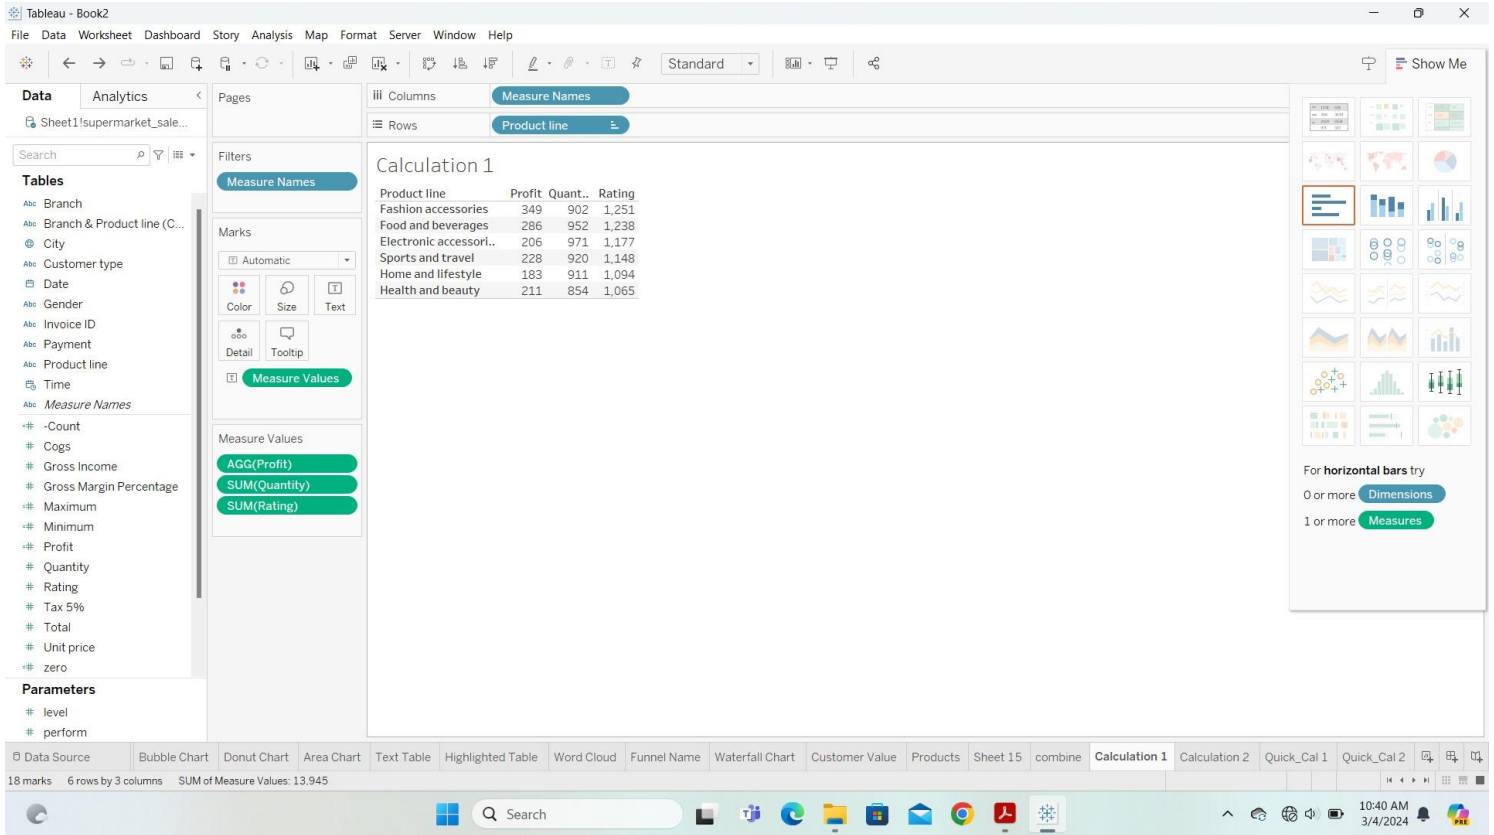 Tableau - Book2
File Data Worksheet Dashboard Story Analysis Map Format Server Window Help
Standard
Show Me
Data Analytics
Sheet1!supermarket_sale...
Search
Tables
Abc Branch
Abc Branch & Product line (C...
City
Abc Customer type
Date
Abc Gender
Abc Invoice ID
Abc Payment
Abc Product line
Time
Abc Measure Names
=# -Count
# Cogs
# Gross Income
# Gross Margin Percentage
=# Maximum
=# Minimum
=# Profit
# Quantity
# Rating
# Tax 5%
# Total
# Unit price
=# zero
Parameters
# level
# perform
Pages
Filters
Measure Names
Marks
T Automatic
Color Size Text
Detail Tooltip
T Measure Values
Measure Values
AGG(Profit)
SUM(Quantity)
SUM(Rating)
iii Columns Measure Names
Rows Product line
Calculation 1
Product line Profit Quant.. Rating
Fashion accessories 349 902 1,251
Food and beverages 286 952 1,238
Electronic accessori.. 206 971 1,177
Sports and travel 228 920 1,148
Home and lifestyle 183 911 1,094
Health and beauty 211 854 1,065
For horizontal bars try
0 or more Dimensions
1 or more Measures
Data Source Bubble Chart Donut Chart Area Chart Text Table Highlighted Table Word Cloud Funnel Name Waterfall Chart Customer Value Products Sheet 15 combine Calculation 1 Calculation 2 Quick_Cal 1 Quick_Cal 2
18 marks 6 rows by 3 columns SUM of Measure Values: 13,945
Search
10:40 AM
3/4/2024
PRE